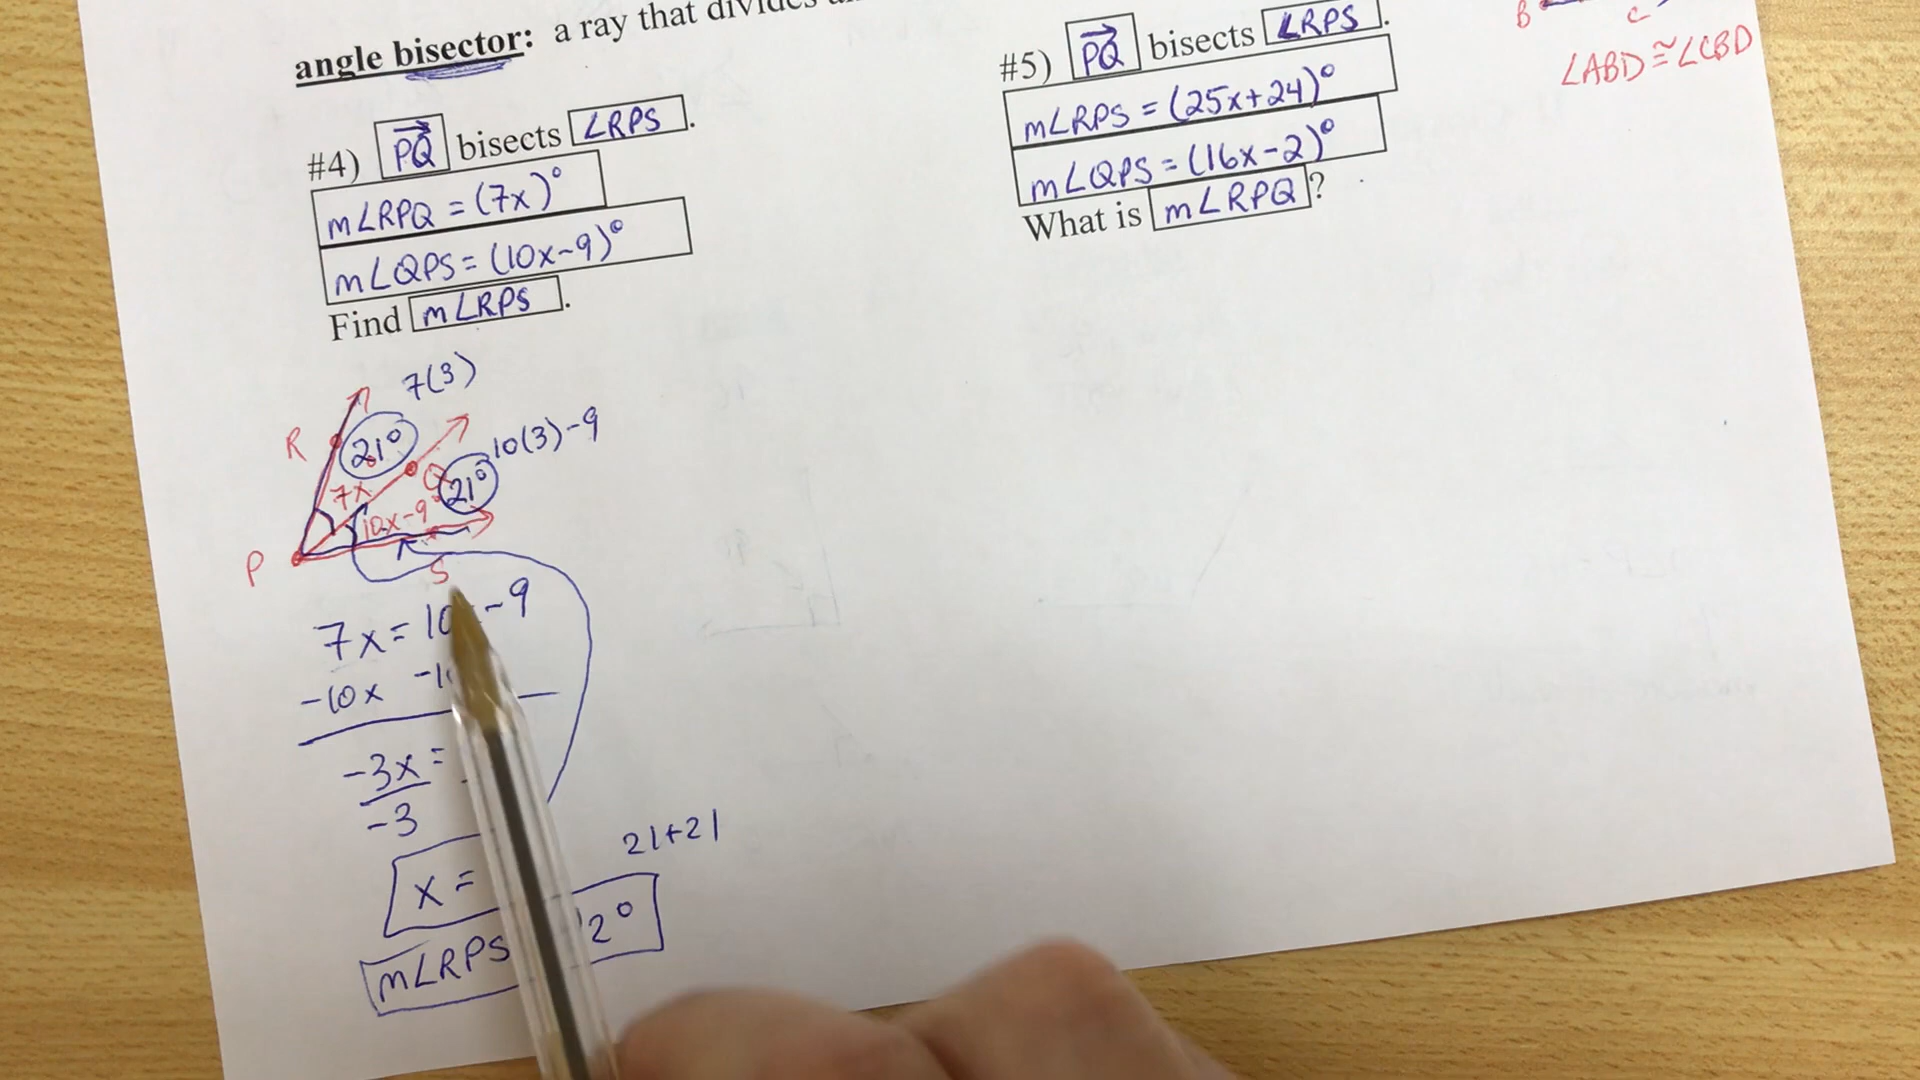 angle bisector: a ray that divides
#4) PQ bisects ∠RPS.
m∠RPQ = (7x)°
m∠QPS = (10x-9)°
Find m∠RPS.
7(3)
R 21°
10(3)-9
7x Q 21°
10x-9
P
S
7x = 10x-9
-10x
-3x =
-3
x =
21+21
m∠RPS 2°
#5) PQ bisects ∠RPS.
m∠RPS = (25x+24)°
m∠QPS = (16x-2)°
What is m∠RPQ?
B C
∠ABD≅∠CBD